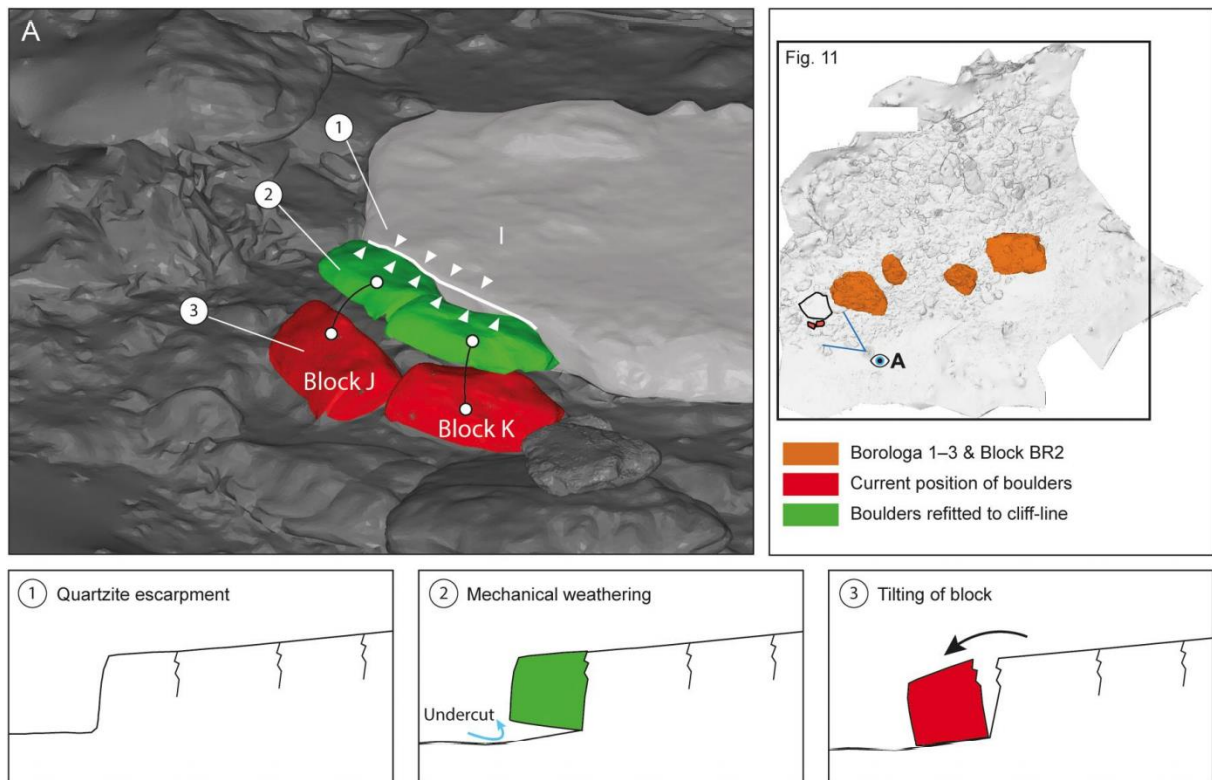 A
1
2
3
I
Block J
Block K
Fig. 11
A
Borologa 1–3 & Block BR2
Current position of boulders
Boulders refitted to cliff-line
1 Quartzite escarpment
2 Mechanical weathering
Undercut
3 Tilting of block